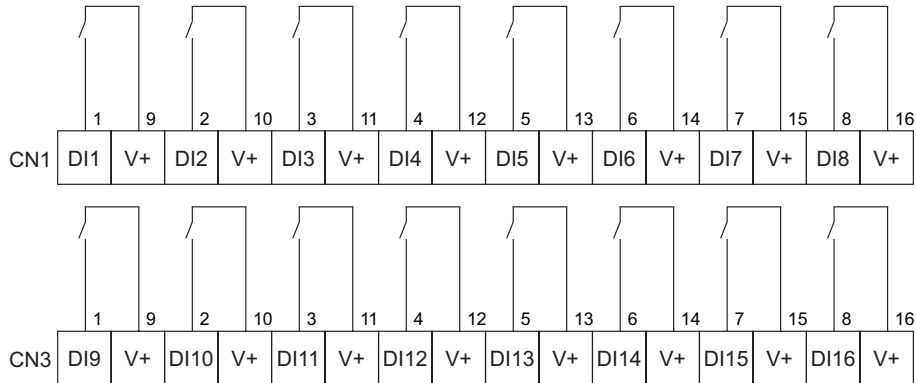 1 9 2 10 3 11 4 12 5 13 6 14 7 15 8 16
CN1 DI1 V+ DI2 V+ DI3 V+ DI4 V+ DI5 V+ DI6 V+ DI7 V+ DI8 V+
1 9 2 10 3 11 4 12 5 13 6 14 7 15 8 16
CN3 DI9 V+ DI10 V+ DI11 V+ DI12 V+ DI13 V+ DI14 V+ DI15 V+ DI16 V+